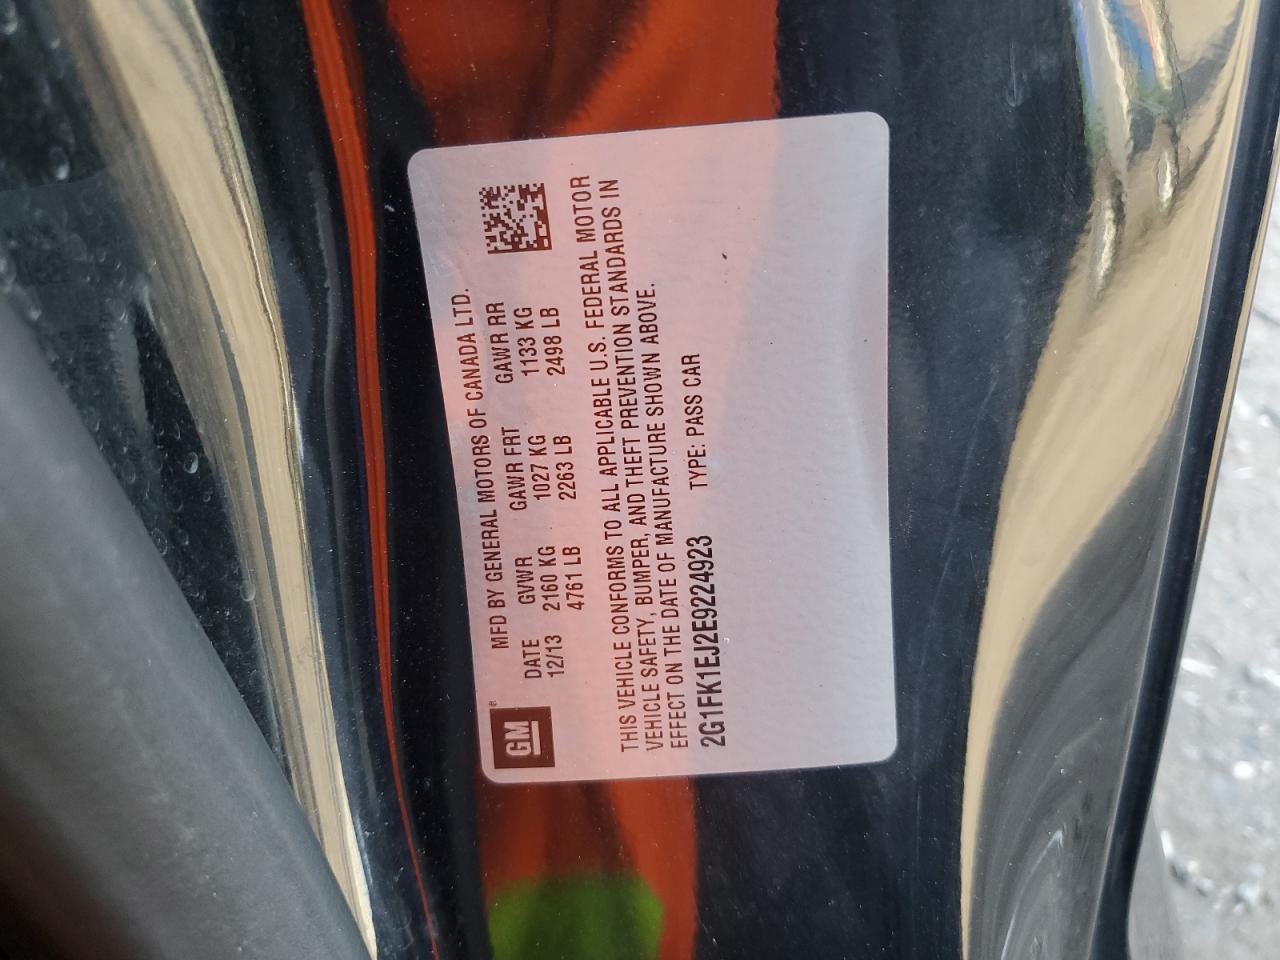 GM ®
MFD BY GENERAL MOTORS OF CANADA LTD.
DATE GVWR GAWR FRT GAWR RR
12/13 2160 KG 1027 KG 1133 KG
4761 LB 2263 LB 2498 LB
THIS VEHICLE CONFORMS TO ALL APPLICABLE U.S. FEDERAL MOTOR
VEHICLE SAFETY, BUMPER, AND THEFT PREVENTION STANDARDS IN
EFFECT ON THE DATE OF MANUFACTURE SHOWN ABOVE.
2G1FK1EJ2E9224923 TYPE: PASS CAR